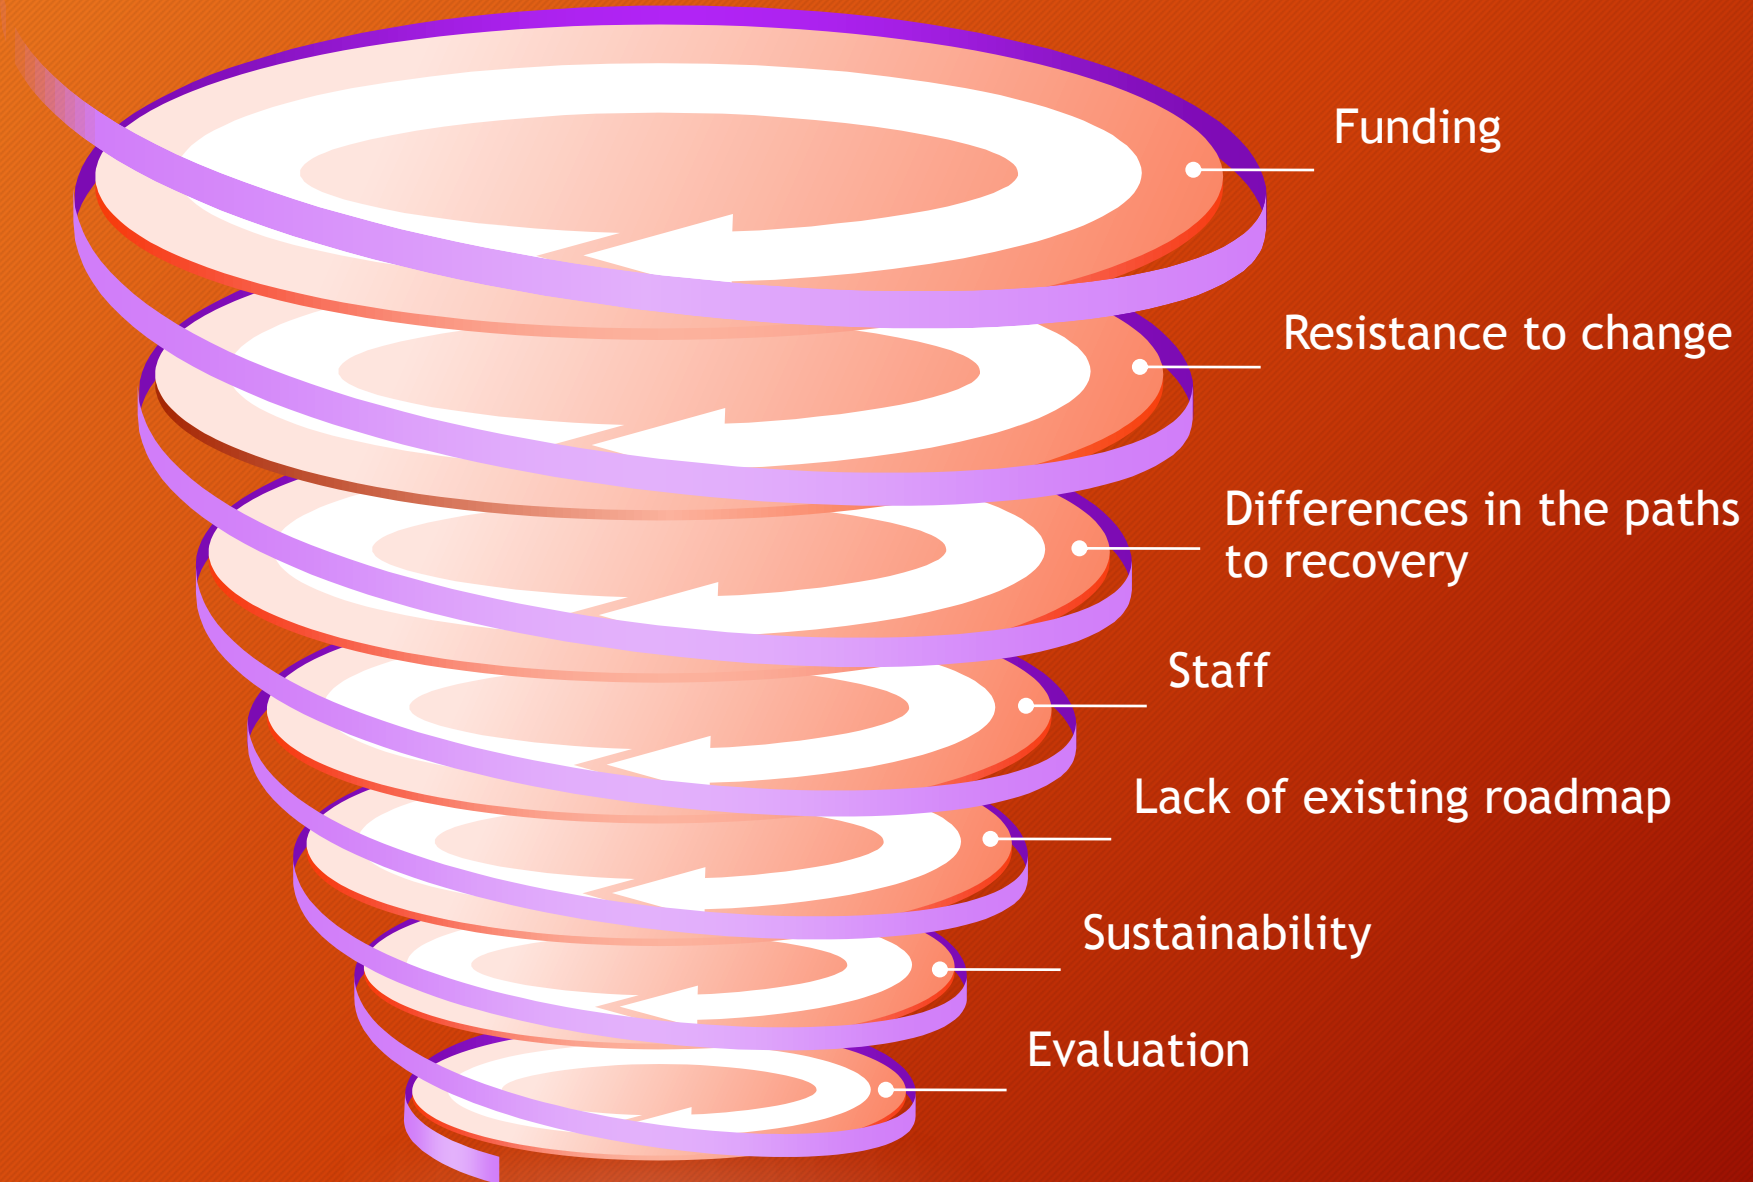 Funding
Resistance to change
Differences in the paths
to recovery
Staff
Lack of existing roadmap
Sustainability
Evaluation